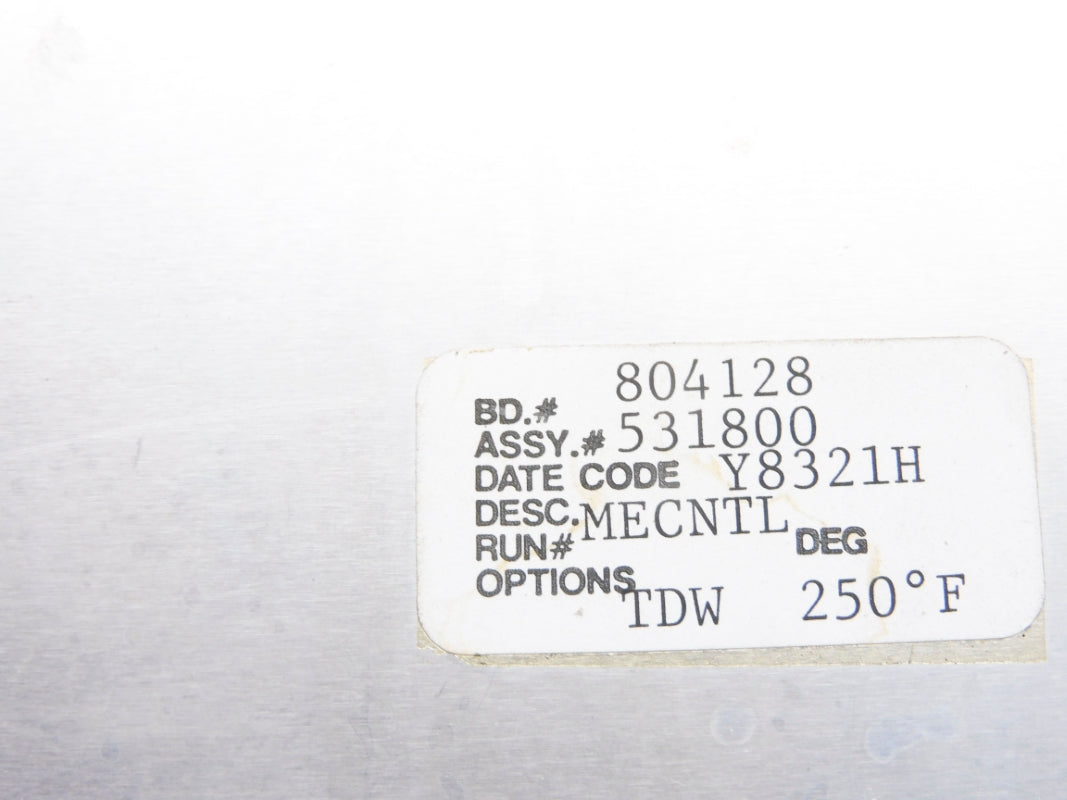 BD.# 804128
ASSY.# 531800
DATE CODE Y8321H
DESC. MECNTL
RUN# DEG
OPTIONS TDW 250°F